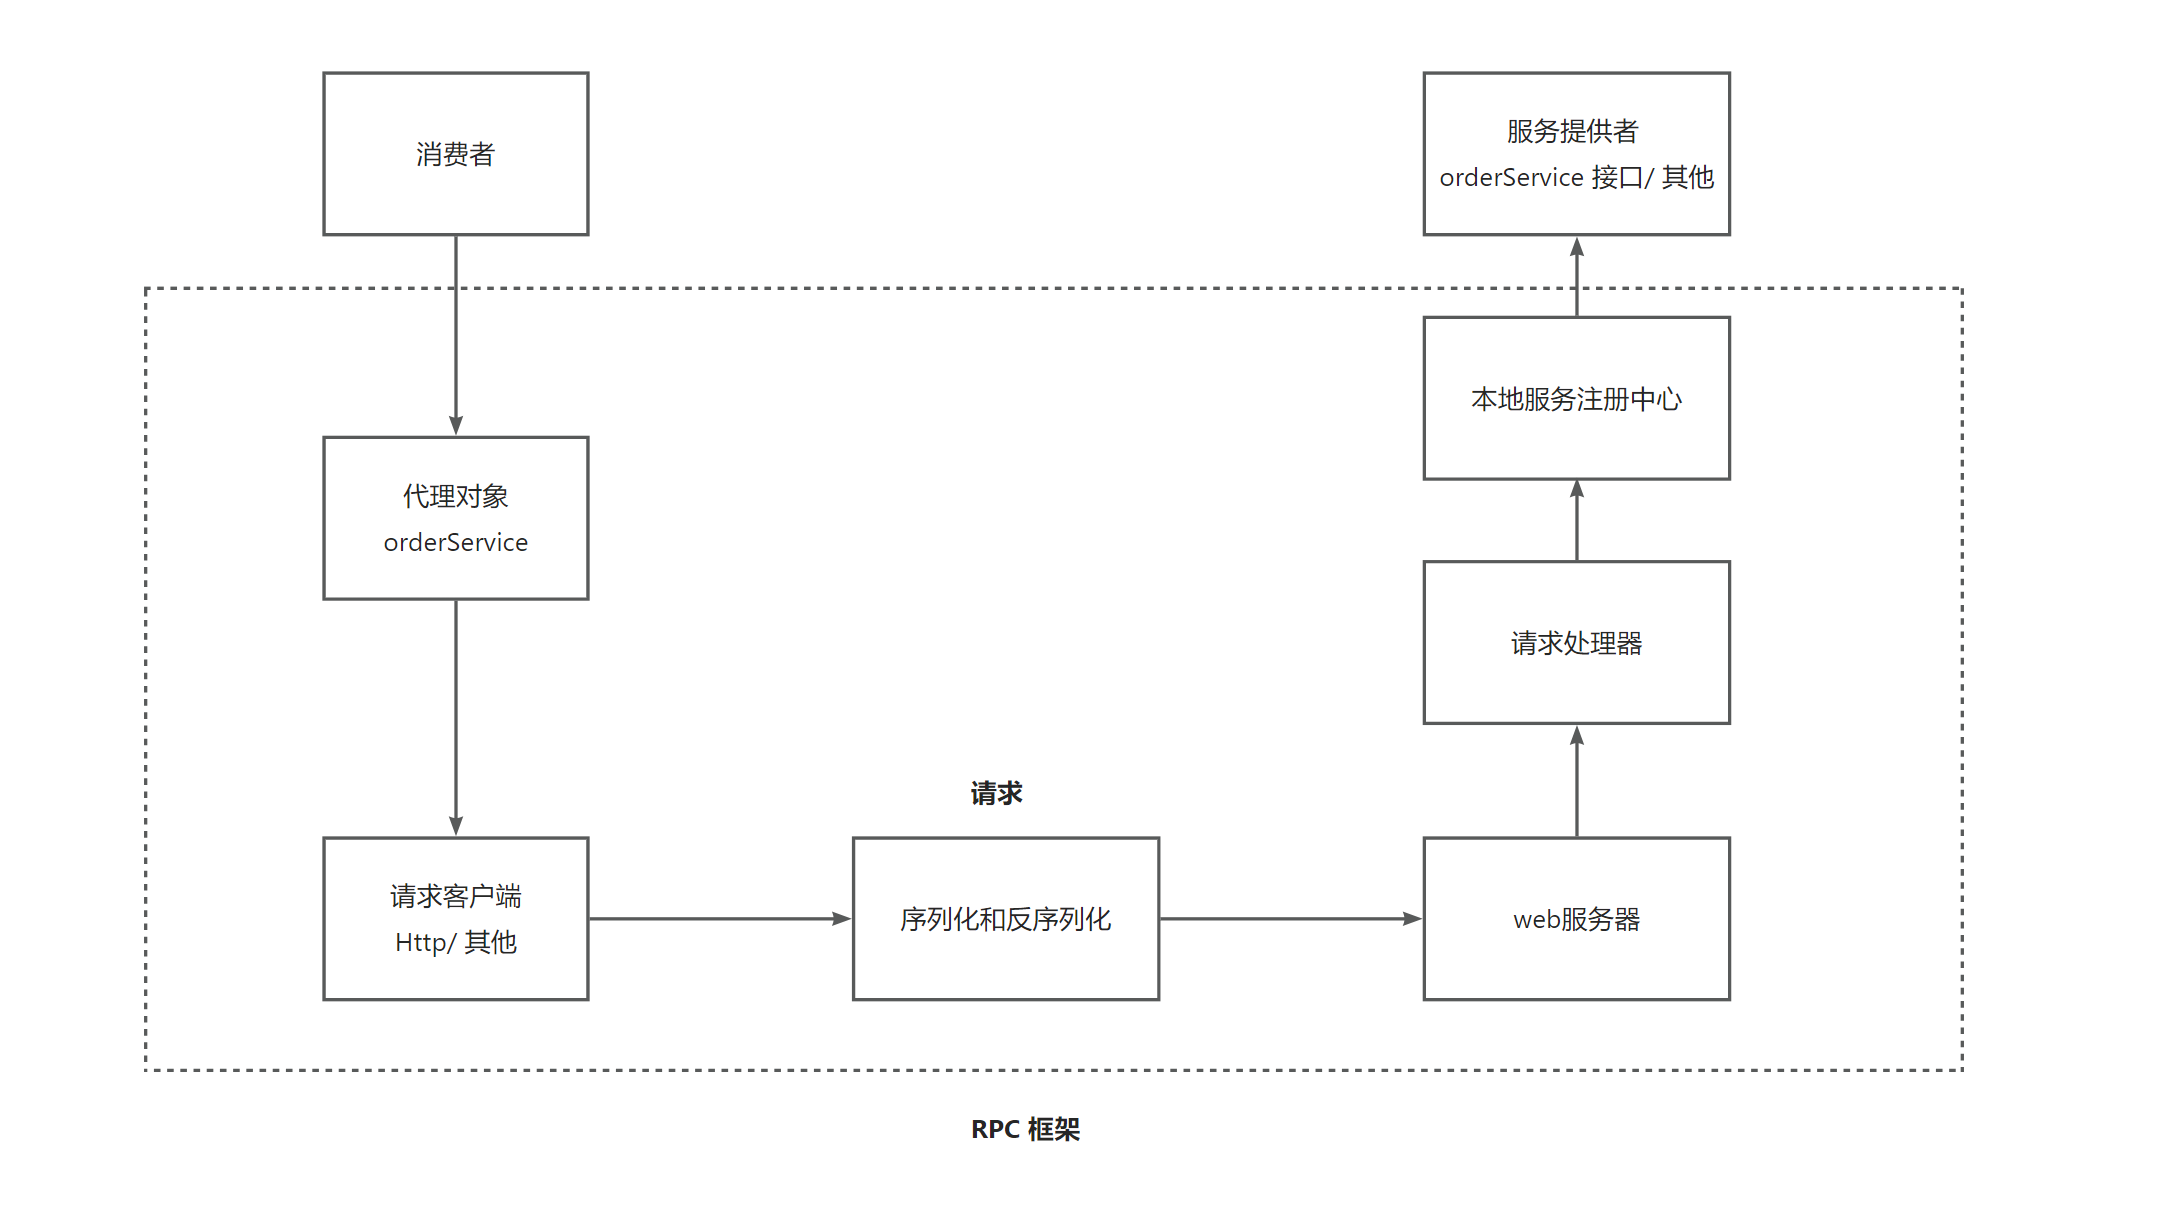 消费者
服务提供者
orderService 接口/ 其他
本地服务注册中心
代理对象
orderService
请求处理器
请求
请求客户端
Http/ 其他
序列化和反序列化
web服务器
RPC 框架